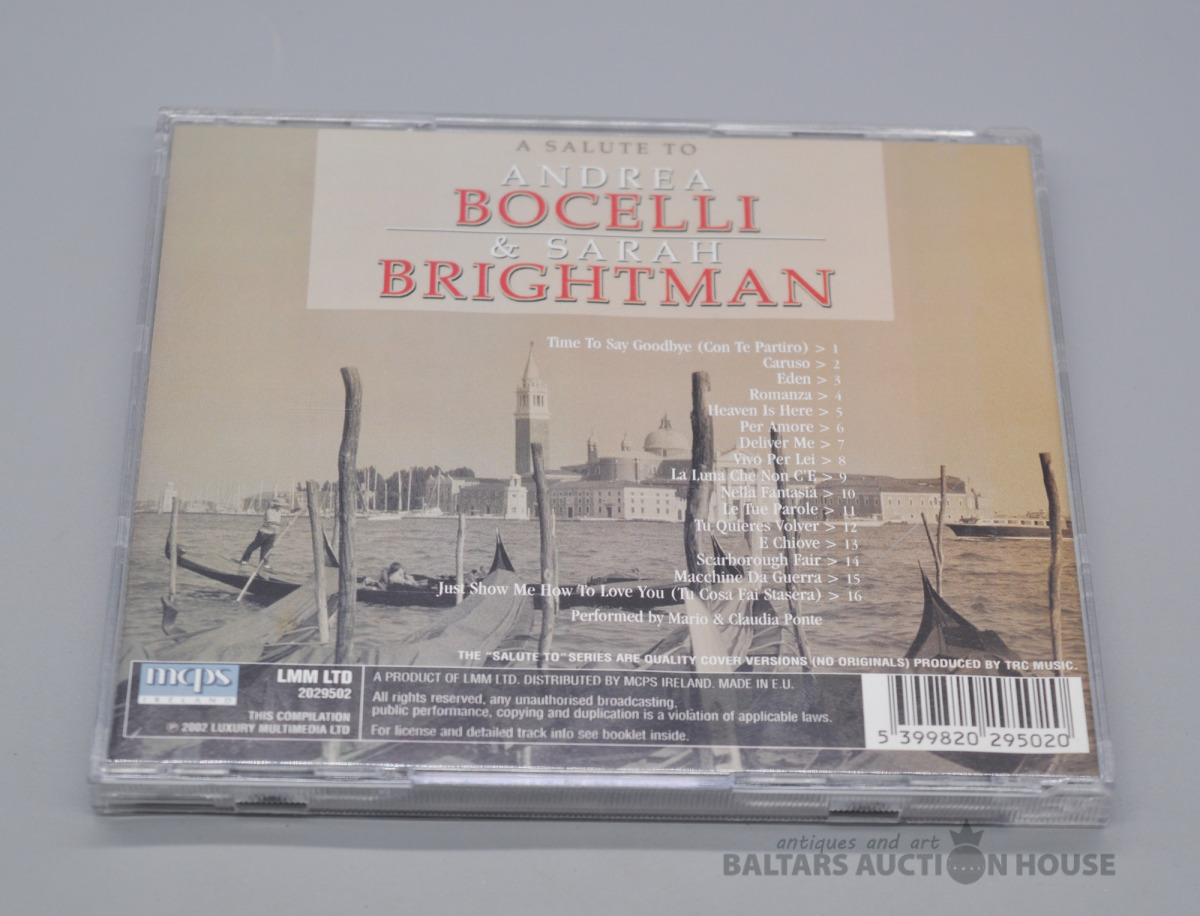 A SALUTE TO
ANDREA
BOCELLI
& SARAH
BRIGHTMAN
Time To Say Goodbye (Con Te Partiro) > 1
Caruso > 2
Eden > 3
Romanza > 4
Heaven Is Here > 5
Per Amore > 6
Deliver Me > 7
Vivo Per Lei > 8
La Luna Che Non C'E > 9
Nella Fantasia > 10
Le Tue Parole > 11
Tu Quieres Volver > 12
E Chiove > 13
Scarborough Fair > 14
Macchine Da Guerra > 15
Just Show Me How To Love You (Tu Cosa Fai Stasera) > 16
Performed by Mario & Claudia Ponte
THE "SALUTE TO" SERIES ARE QUALITY COVER VERSIONS (NO ORIGINALS) PRODUCED BY TRC MUSIC.
mcps
IRELAND
LMM LTD
2029502
THIS COMPILATION
℗ 2002 LUXURY MULTIMEDIA LTD
A PRODUCT OF LMM LTD. DISTRIBUTED BY MCPS IRELAND. MADE IN E.U.
All rights reserved, any unauthorised broadcasting,
public performance, copying and duplication is a violation of applicable laws.
For license and detailed track info see booklet inside.
5 399820 295020
antiques and art
BALTARS AUCTION HOUSE